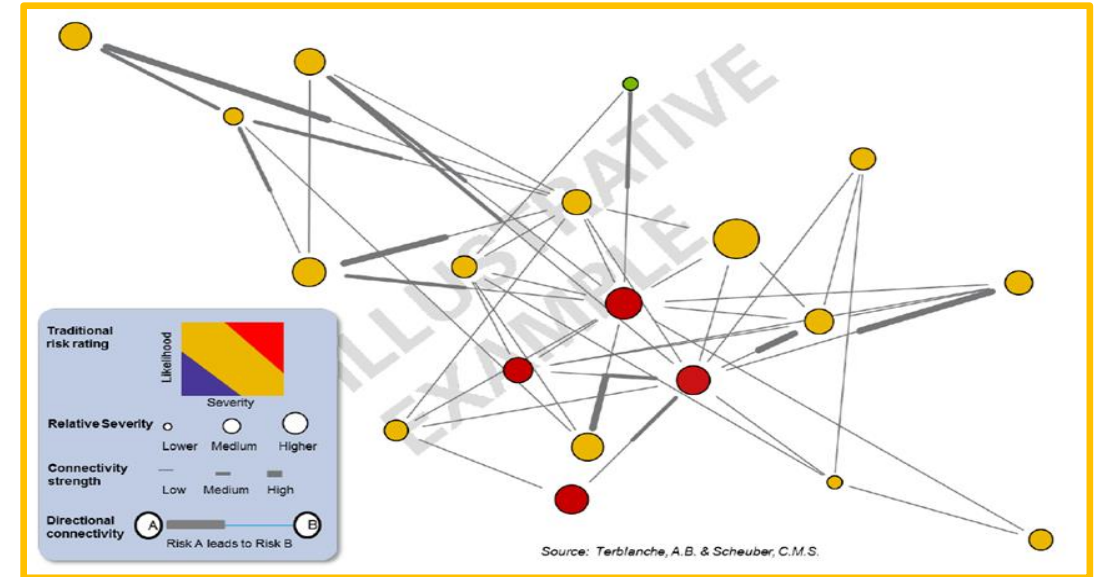 ILLUSTRATIVE
EXAMPLE
Traditional
risk rating
Likelihood
Severity
Relative Severity
Lower Medium Higher
Connectivity
strength
Low Medium High
Directional
connectivity
A
B
Risk A leads to Risk B
Source: Terblanche, A.B. & Scheuber, C.M.S.